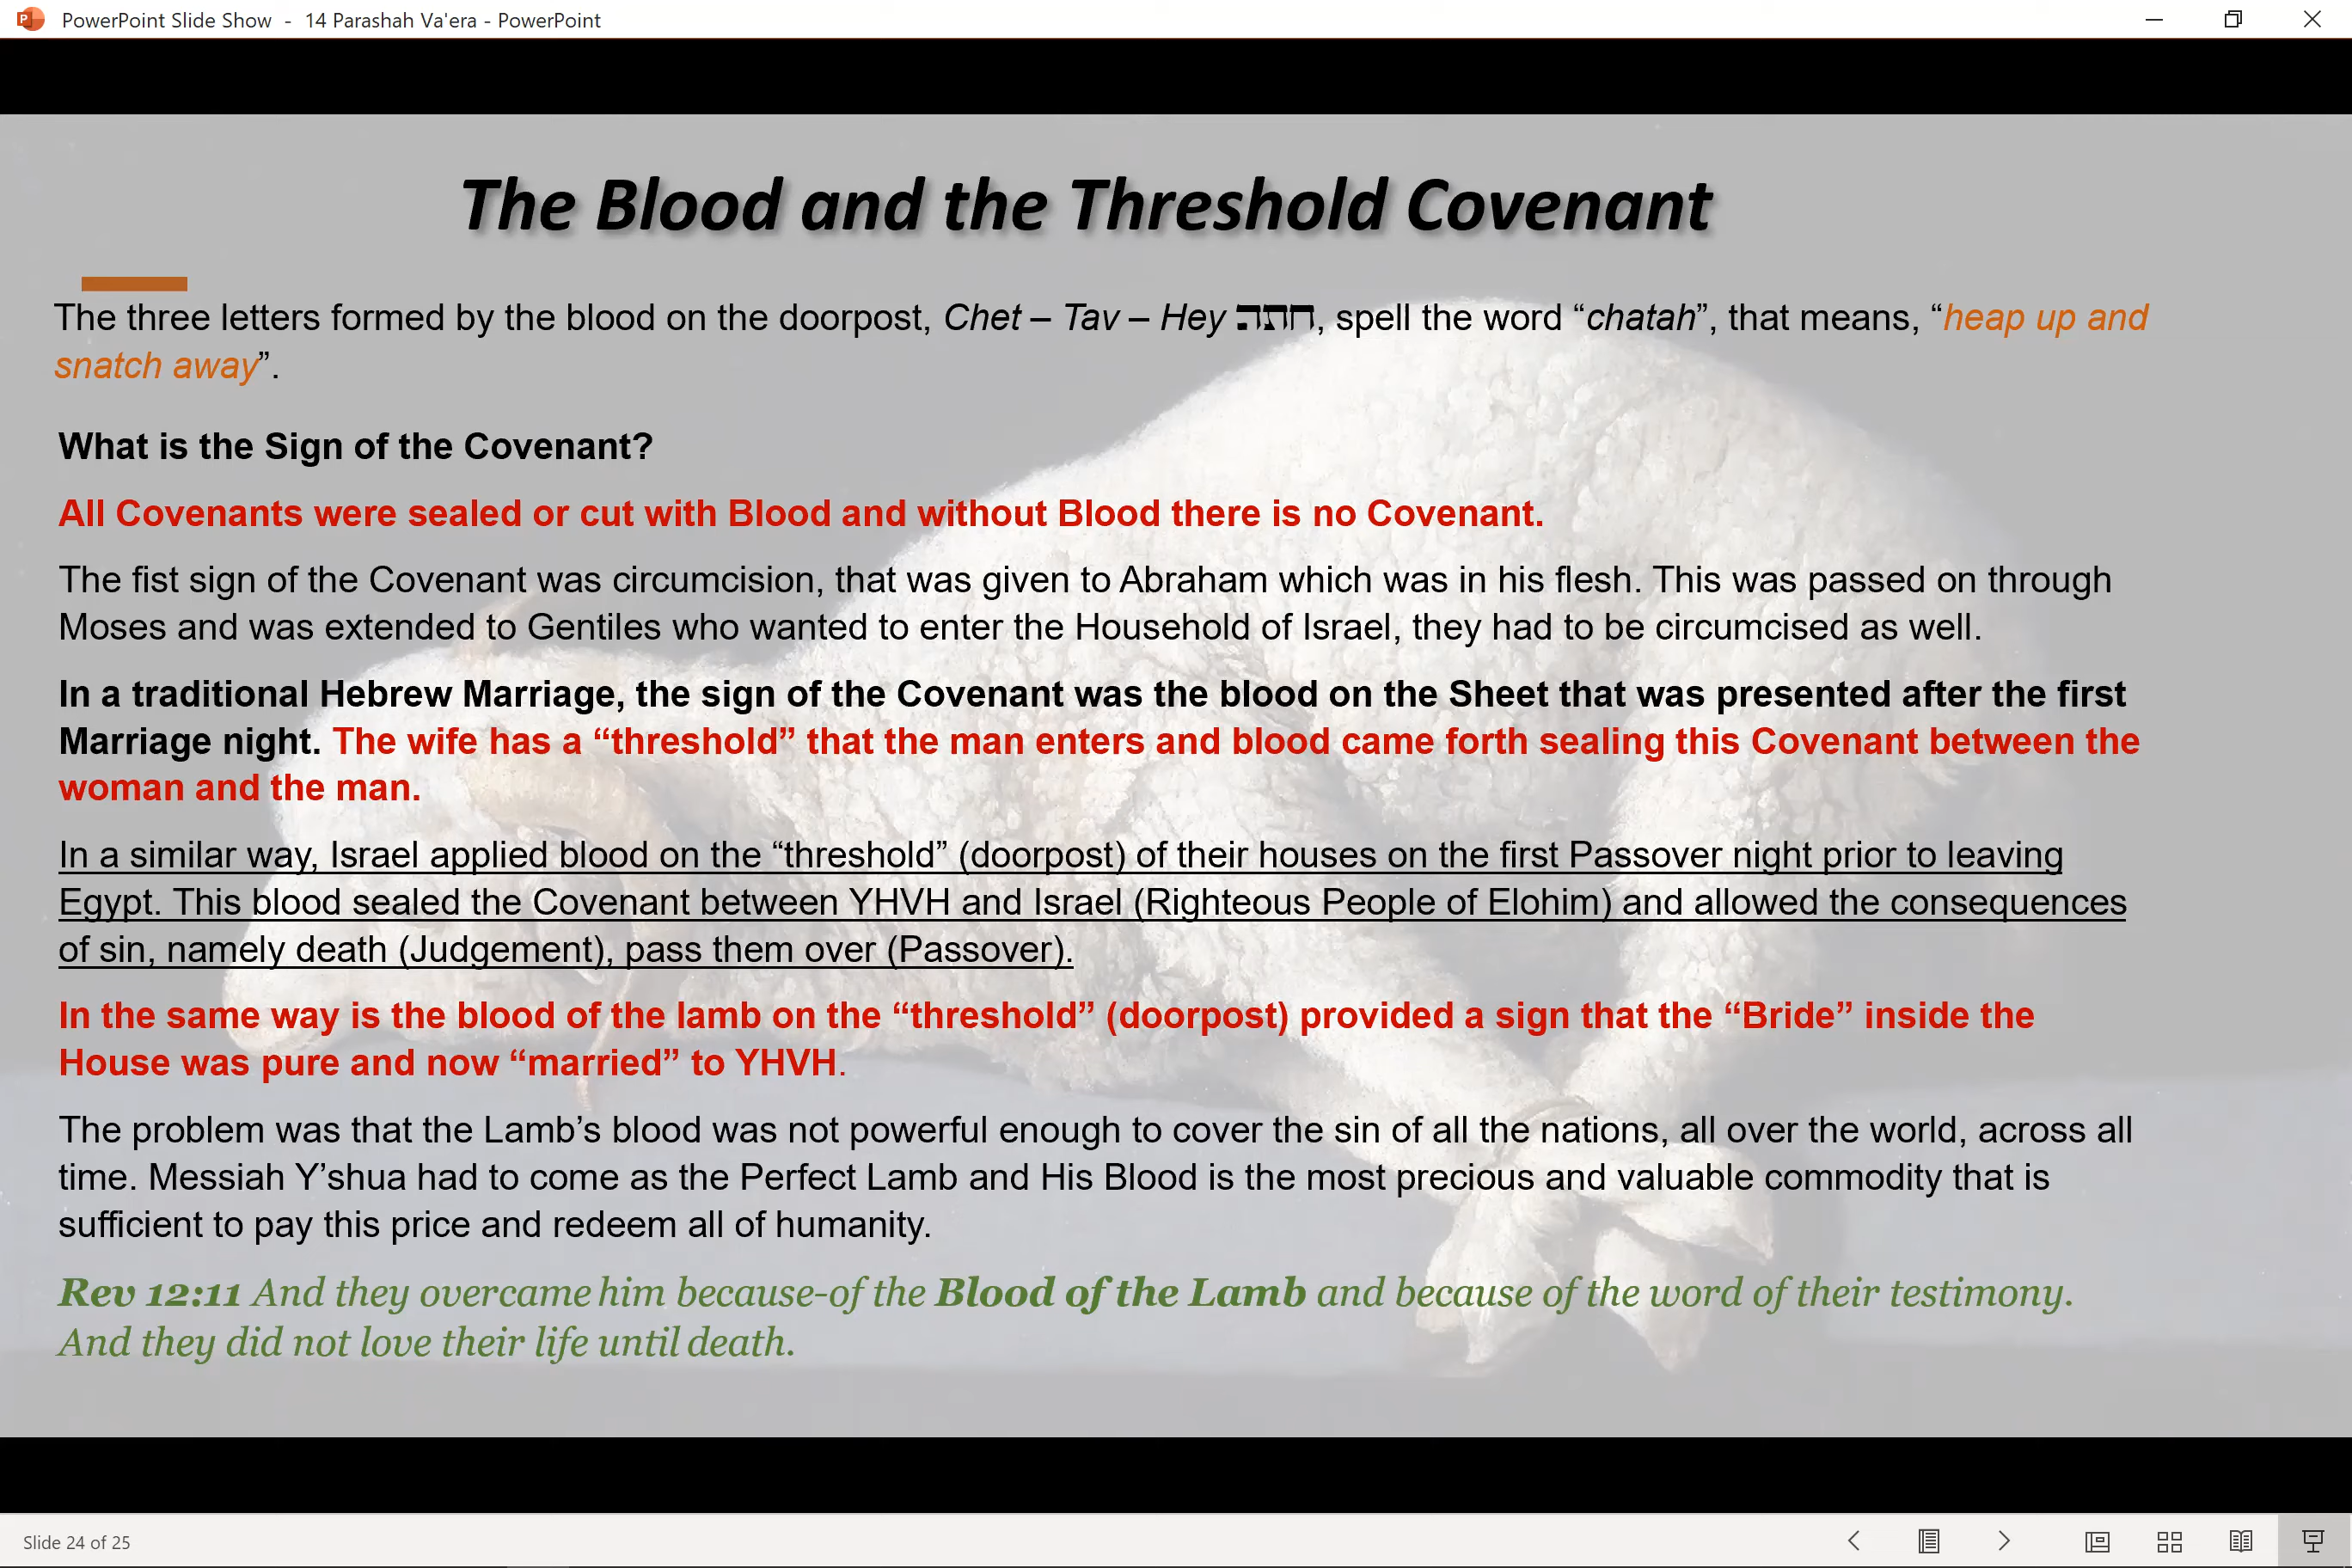 PowerPoint Slide Show - 14 Parashah Va'era - PowerPoint
The Blood and the Threshold Covenant
The three letters formed by the blood on the doorpost, Chet – Tav – Hey חתה, spell the word “chatah”, that means, “heap up and
snatch away”.
What is the Sign of the Covenant?
All Covenants were sealed or cut with Blood and without Blood there is no Covenant.
The fist sign of the Covenant was circumcision, that was given to Abraham which was in his flesh. This was passed on through
Moses and was extended to Gentiles who wanted to enter the Household of Israel, they had to be circumcised as well.
In a traditional Hebrew Marriage, the sign of the Covenant was the blood on the Sheet that was presented after the first
Marriage night. The wife has a “threshold” that the man enters and blood came forth sealing this Covenant between the
woman and the man.
In a similar way, Israel applied blood on the “threshold” (doorpost) of their houses on the first Passover night prior to leaving
Egypt. This blood sealed the Covenant between YHVH and Israel (Righteous People of Elohim) and allowed the consequences
of sin, namely death (Judgement), pass them over (Passover).
In the same way is the blood of the lamb on the “threshold” (doorpost) provided a sign that the “Bride” inside the
House was pure and now “married” to YHVH.
The problem was that the Lamb’s blood was not powerful enough to cover the sin of all the nations, all over the world, across all
time. Messiah Y’shua had to come as the Perfect Lamb and His Blood is the most precious and valuable commodity that is
sufficient to pay this price and redeem all of humanity.
Rev 12:11 And they overcame him because-of the Blood of the Lamb and because of the word of their testimony.
And they did not love their life until death.
Slide 24 of 25